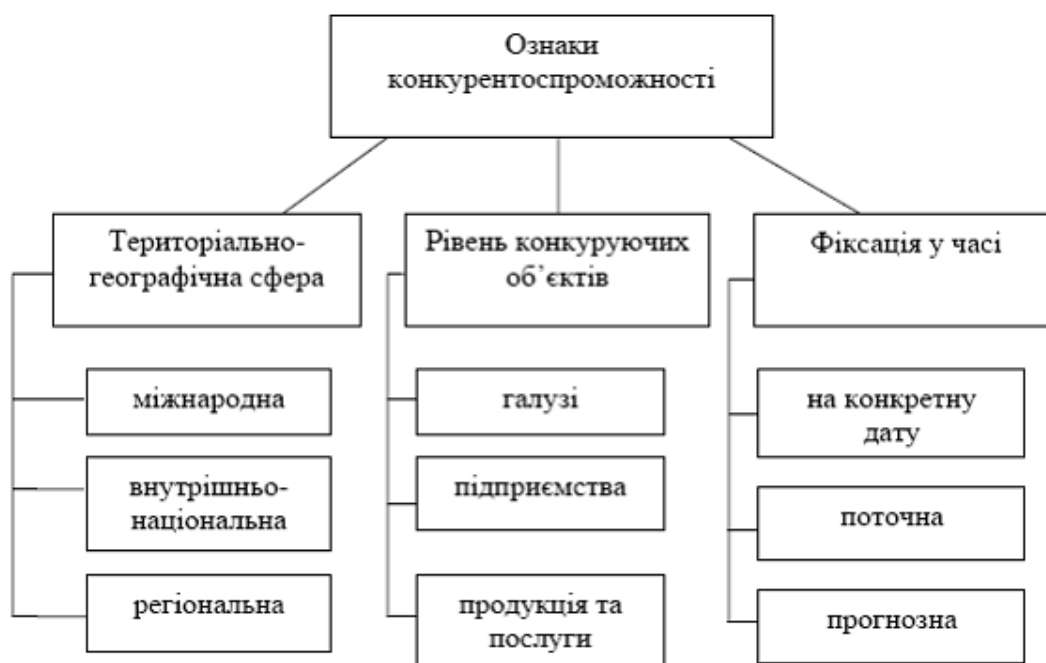 Ознаки
конкурентоспроможності
Територіально-
географічна сфера
міжнародна
внутрішньо-
національна
регіональна
Рівень конкуруючих
об’єктів
галузі
підприємства
продукція та
послуги
Фіксація у часі
на конкретну
дату
поточна
прогнозна